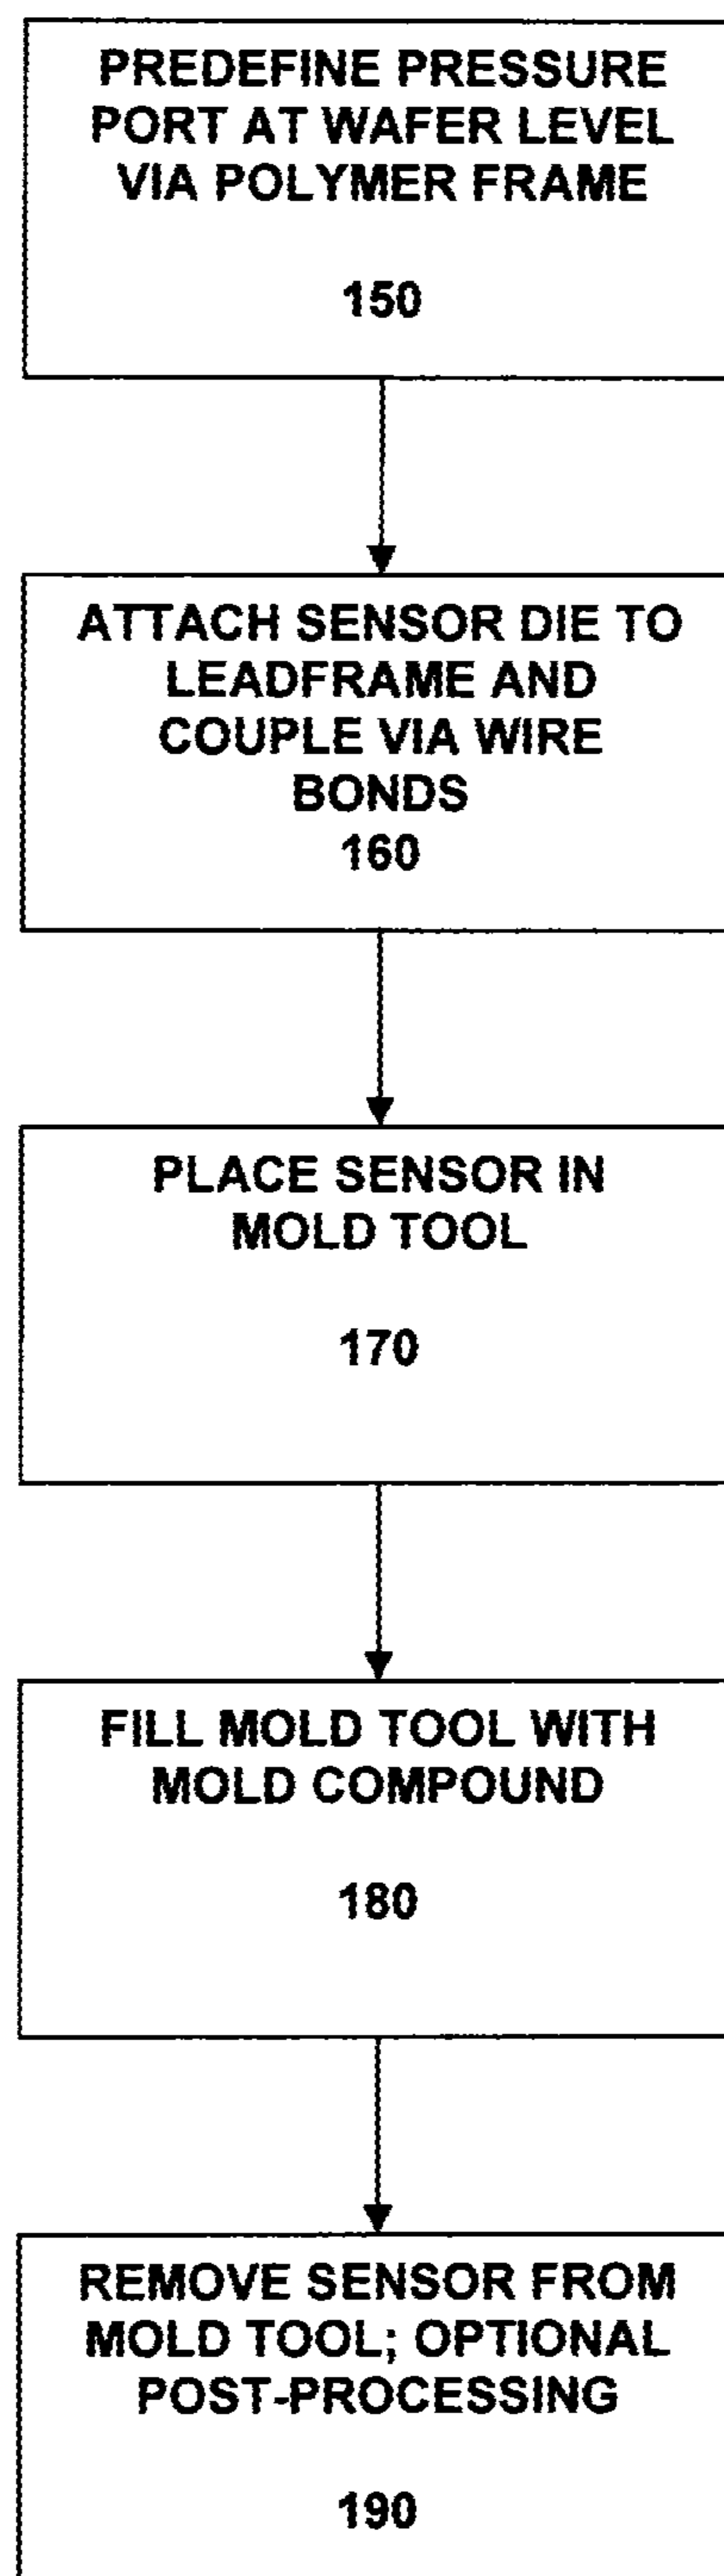 PREDEFINE PRESSURE
PORT AT WAFER LEVEL
VIA POLYMER FRAME
150
ATTACH SENSOR DIE TO
LEADFRAME AND
COUPLE VIA WIRE
BONDS
160
PLACE SENSOR IN
MOLD TOOL
170
FILL MOLD TOOL WITH
MOLD COMPOUND
180
REMOVE SENSOR FROM
MOLD TOOL; OPTIONAL
POST-PROCESSING
190